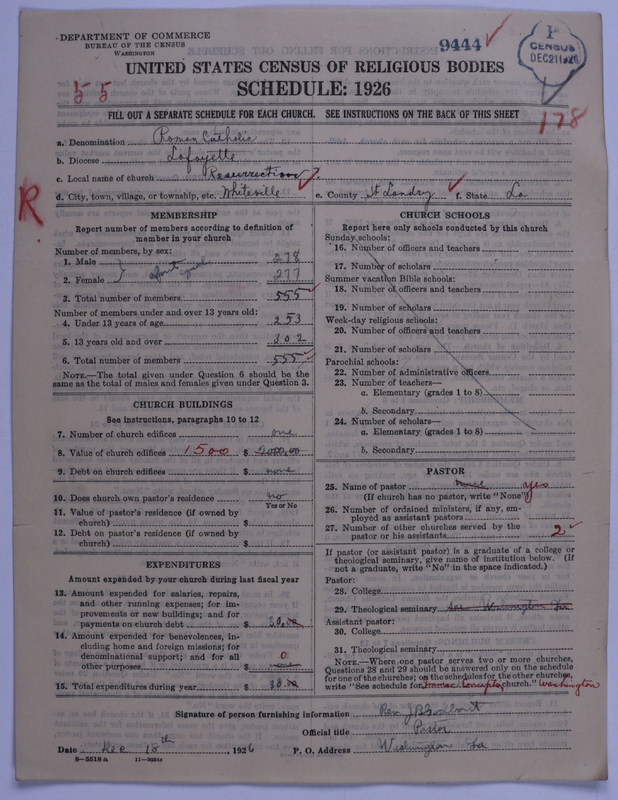 DEPARTMENT OF COMMERCE
BUREAU OF THE CENSUS
WASHINGTON
9444 ✓
CENSUS
DEC 21 1926
UNITED STATES CENSUS OF RELIGIOUS BODIES
SCHEDULE: 1926
55
178
FILL OUT A SEPARATE SCHEDULE FOR EACH CHURCH. SEE INSTRUCTIONS ON THE BACK OF THIS SHEET
a. Denomination Roman Catholic
b. Diocese Lafayette
c. Local name of church Resurrection
d. City, town, village, or township, etc. Whiteville ✓ e. County St Landry ✓ f. State La
R
MEMBERSHIP
Report number of members according to definition of
member in your church
Number of members, by sex:
1. Male 278
2. Female 277
3. Total number of members 555 ✓
Number of members under and over 13 years old:
4. Under 13 years of age 253
5. 13 years old and over 302
6. Total number of members 555 ✓
NOTE.—The total given under Question 6 should be the
same as the total of males and females given under Question 3.
CHURCH BUILDINGS
See instructions, paragraphs 10 to 12
7. Number of church edifices one
8. Value of church edifices 1500 $ 2000.00
9. Debt on church edifices $ none
10. Does church own pastor's residence no
Yes or No
11. Value of pastor's residence (if owned by
church) $
12. Debt on pastor's residence (if owned by
church) $
EXPENDITURES
Amount expended by your church during last fiscal year
13. Amount expended for salaries, repairs,
and other running expenses; for im-
provements or new buildings; and for
payments on church debt $ 30.00
14. Amount expended for benevolences, in-
cluding home and foreign missions; for
denominational support; and for all 0
other purposes $ none
15. Total expenditures during year $ 30.00
CHURCH SCHOOLS
Report here only schools conducted by this church
Sunday schools:
16. Number of officers and teachers
17. Number of scholars
Summer vacation Bible schools:
18. Number of officers and teachers
19. Number of scholars
Week-day religious schools:
20. Number of officers and teachers
21. Number of scholars
Parochial schools:
22. Number of administrative officers
23. Number of teachers—
a. Elementary (grades 1 to 8)
b. Secondary
24. Number of scholars—
a. Elementary (grades 1 to 8)
b. Secondary
PASTOR
25. Name of pastor none yes
(If church has no pastor, write "None")
26. Number of ordained ministers, if any, em-
ployed as assistant pastors
27. Number of other churches served by the
pastor or his assistants 2 ✓
If pastor (or assistant pastor) is a graduate of a college or
theological seminary, give name of institution below. (If
not a graduate, write "No" in the space indicated.)
Pastor:
28. College
29. Theological seminary see Washington La
Assistant pastor:
30. College
31. Theological seminary
NOTE.—Where one pastor serves two or more churches,
Questions 28 and 29 should be answered only on the schedule
for one of the churches; on the schedules for the other churches,
write "See schedule for Immac. Conception church." Washington
Signature of person furnishing information Rev. J.B.
Official title Pastor
Date Dec 18th, 1926 P. O. Address Washington La
8—5518 a 11—9956a